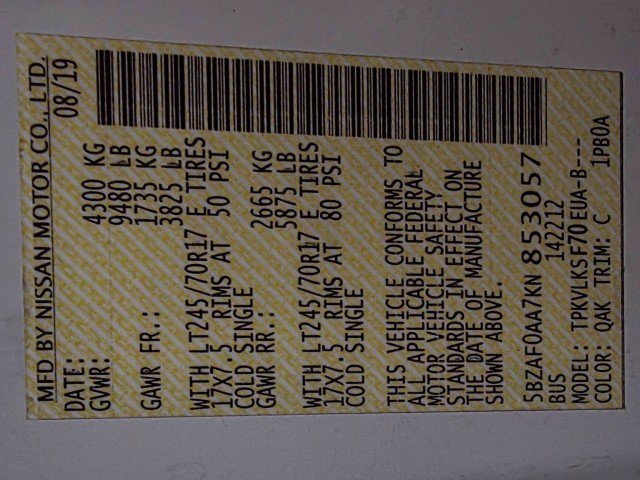 MFD BY NISSAN MOTOR CO., LTD.
DATE: 08/19
GVWR: 4300 KG
9480 LB
GAWR FR.: 1735 KG
3825 LB
WITH LT245/70R17 E TIRES
17X7.5 RIMS AT 50 PSI
COLD SINGLE
GAWR RR.: 2665 KG
5875 LB
WITH LT245/70R17 E TIRES
17X7.5 RIMS AT 80 PSI
COLD SINGLE
THIS VEHICLE CONFORMS TO
ALL APPLICABLE FEDERAL
MOTOR VEHICLE SAFETY
STANDARDS IN EFFECT ON
THE DATE OF MANUFACTURE
SHOWN ABOVE.
5BZAF0AA7KN 853057
BUS 142212
MODEL: TPKVLKSF70EUA-B---
COLOR: QAK TRIM: C 1PB0A